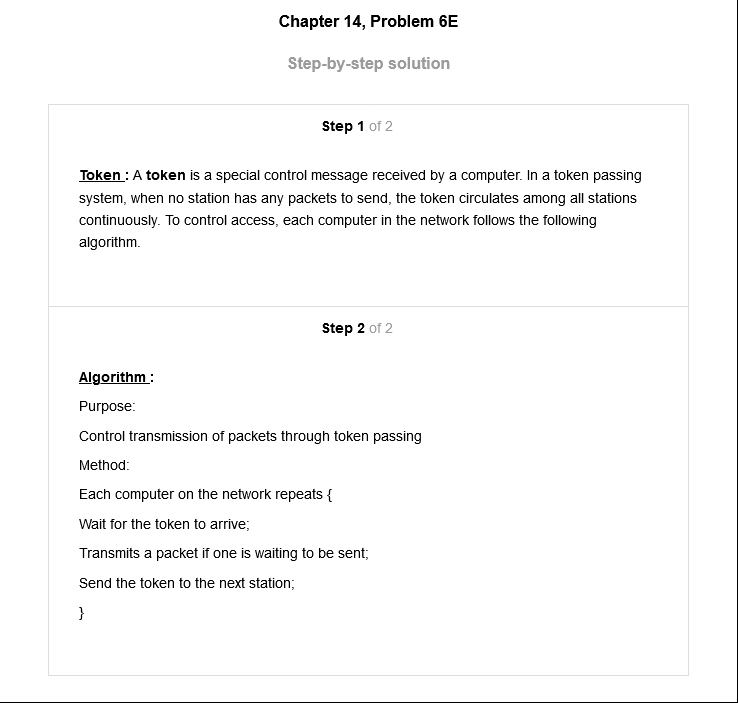 Chapter 14, Problem 6E
Step-by-step solution
Step 1 of 2
Token : A token is a special control message received by a computer. In a token passing
system, when no station has any packets to send, the token circulates among all stations
continuously. To control access, each computer in the network follows the following
algorithm.
Step 2 of 2
Algorithm :
Purpose:
Control transmission of packets through token passing
Method:
Each computer on the network repeats {
Wait for the token to arrive;
Transmits a packet if one is waiting to be sent;
Send the token to the next station;
}